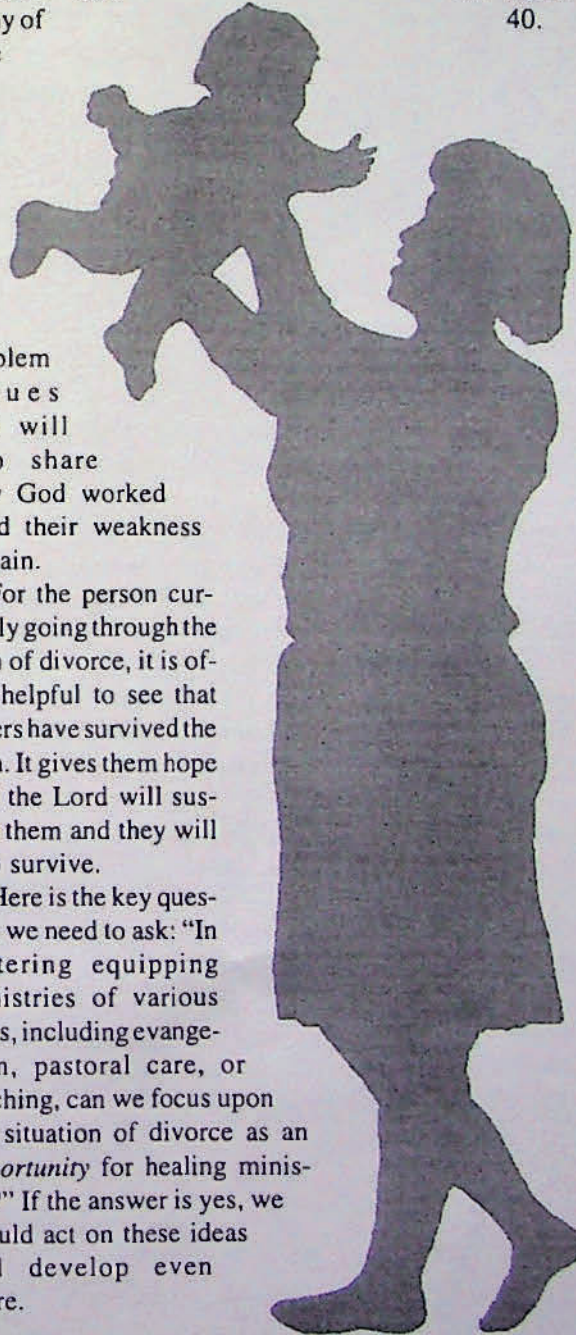 y of
40.
olem
u e s
will
share
God worked
d their weakness
ain.
for the person cur-
ly going through the
of divorce, it is of-
helpful to see that
ers have survived the
. It gives them hope
the Lord will sus-
them and they will
survive.
Here is the key ques-
we need to ask: “In
tering equipping
istries of various
s, including evange-
, pastoral care, or
ching, can we focus upon
situation of divorce as an
ortunity for healing minis-
” If the answer is yes, we
uld act on these ideas
develop even
re.